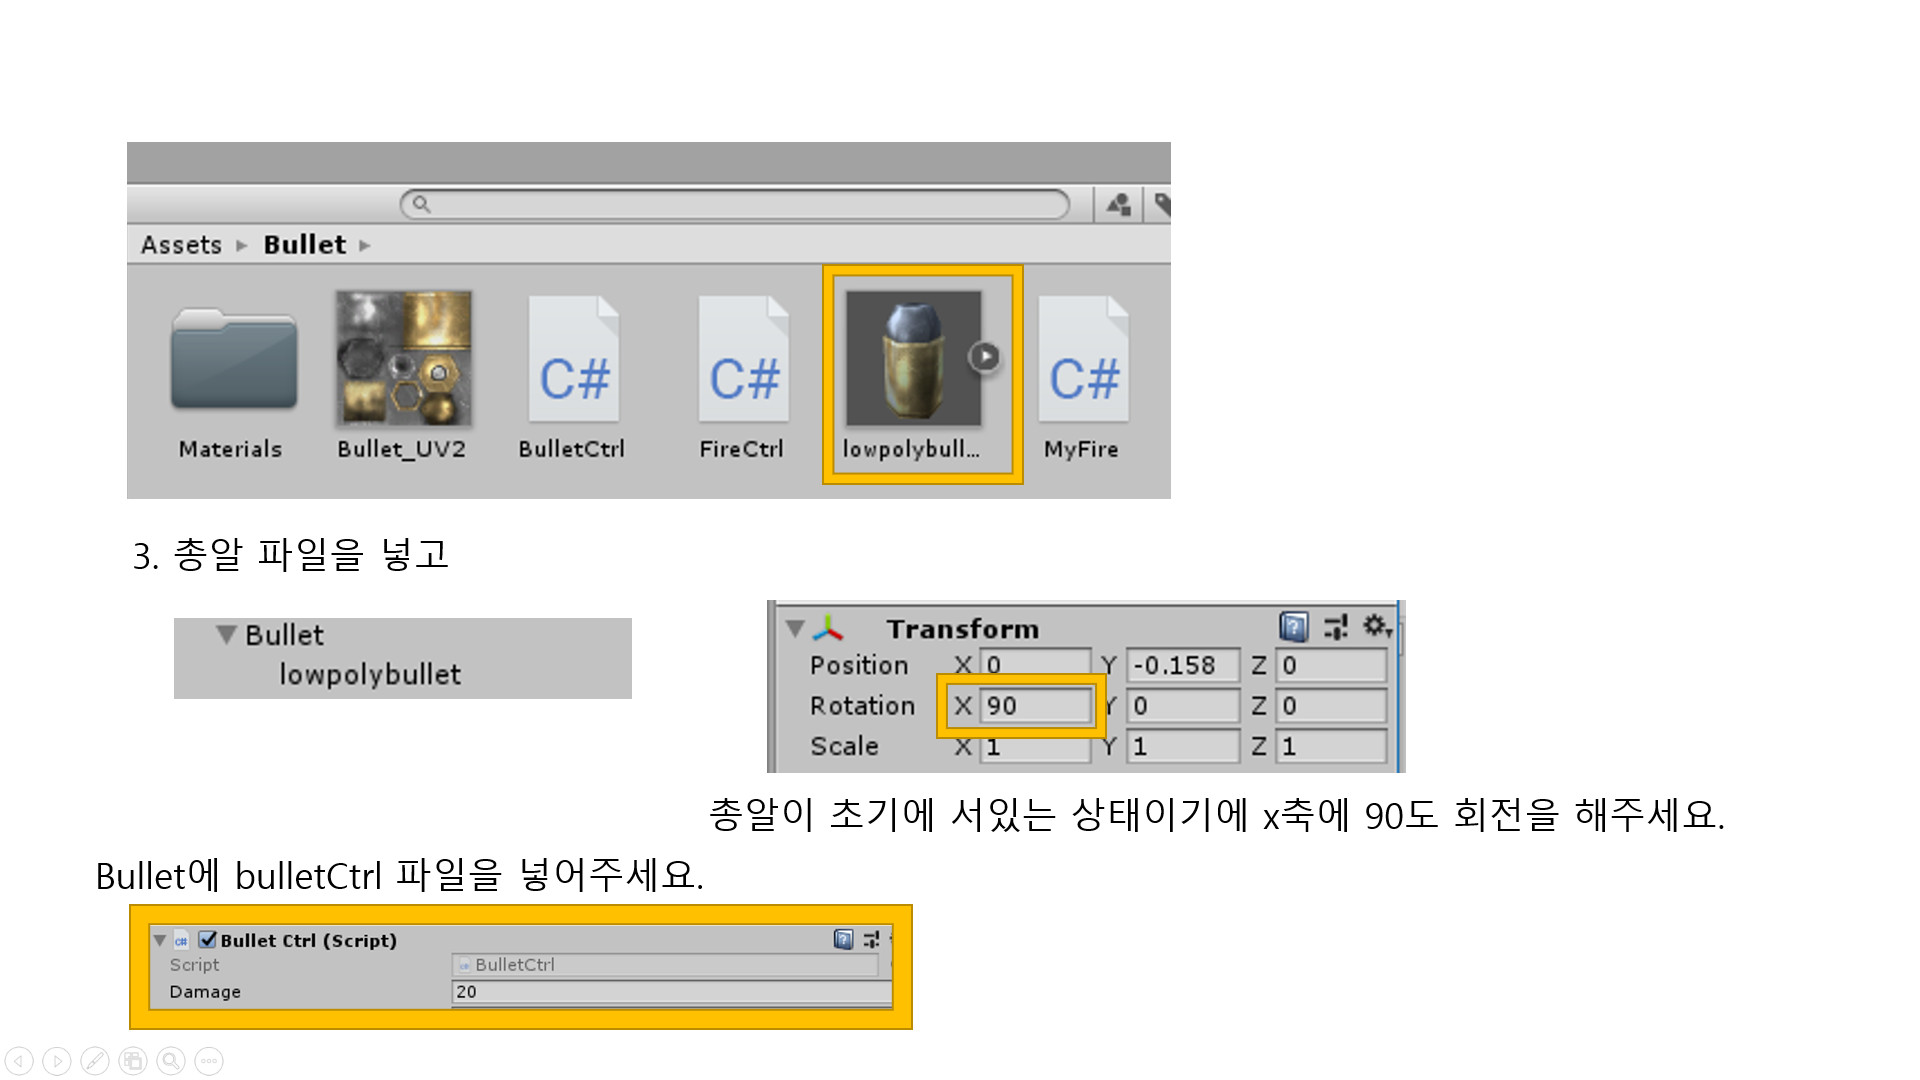 Assets ▸ Bullet ▸
Materials
Bullet_UV2
C#
BulletCtrl
C#
FireCtrl
lowpolybull...
C#
MyFire
3. 총알 파일을 넣고
Bullet
lowpolybullet
Transform
Position X 0 Y -0.158 Z 0
Rotation X 90 Y 0 Z 0
Scale X 1 Y 1 Z 1
총알이 초기에 서있는 상태이기에 x축에 90도 회전을 해주세요.
Bullet에 bulletCtrl 파일을 넣어주세요.
C# Bullet Ctrl (Script)
Script BulletCtrl
Damage 20